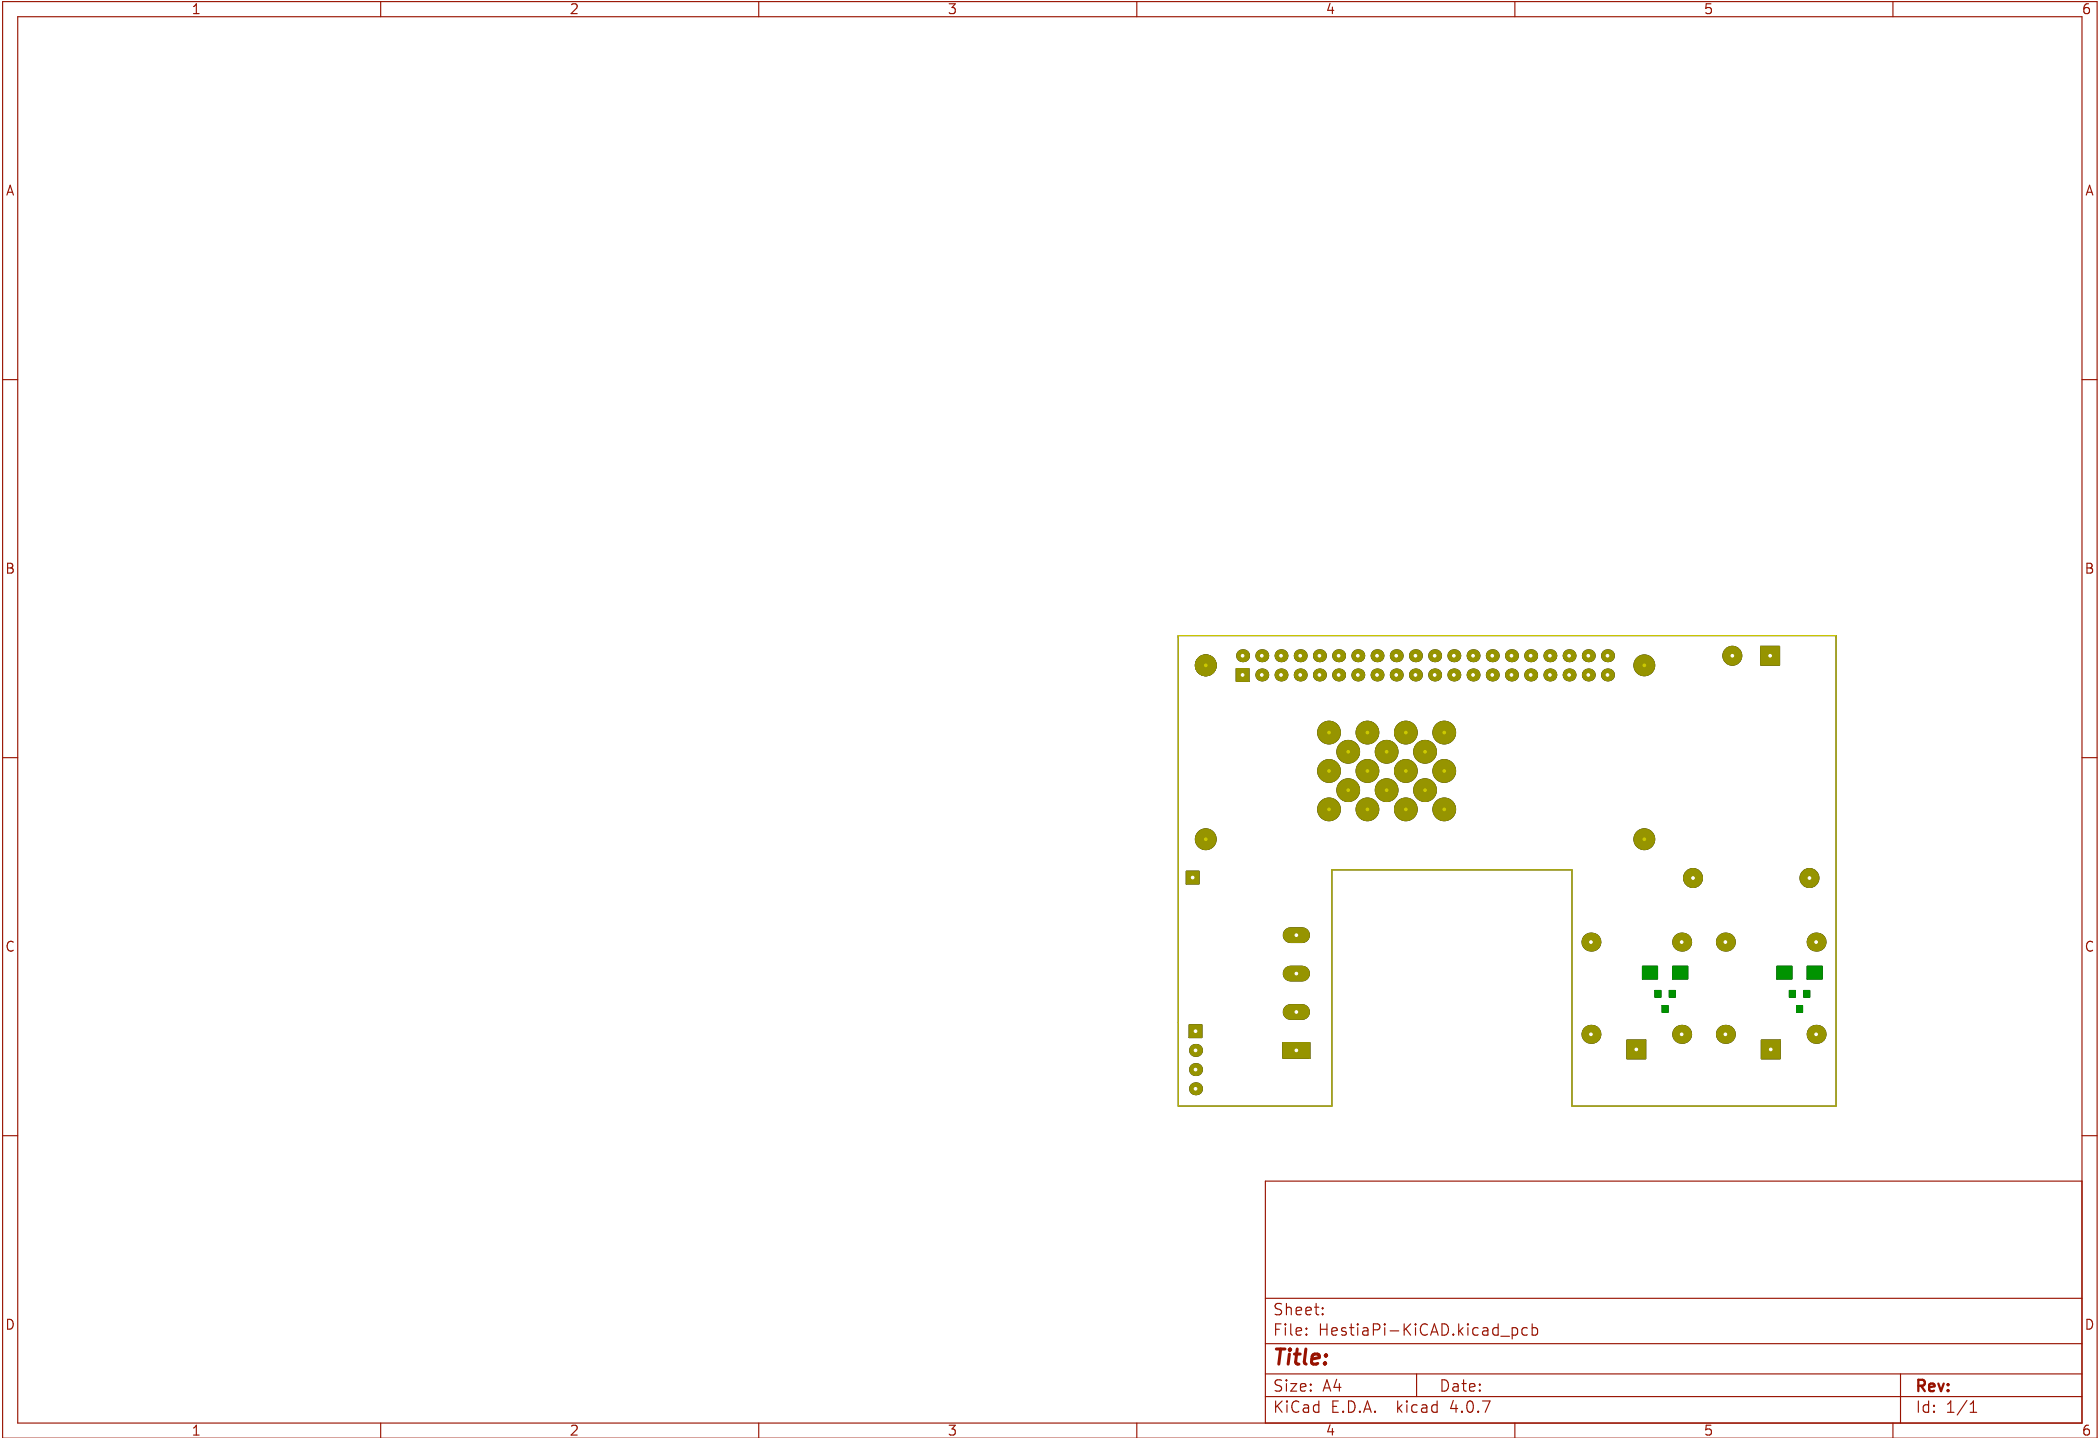 1 2 3 4 5 6
A A
B B
C C
Sheet:
File: HestiaPi-KiCAD.kicad_pcb
D D
Title:
Size: A4 Date: Rev:
KiCad E.D.A. kicad 4.0.7 Id: 1/1
1 2 3 4 5 6